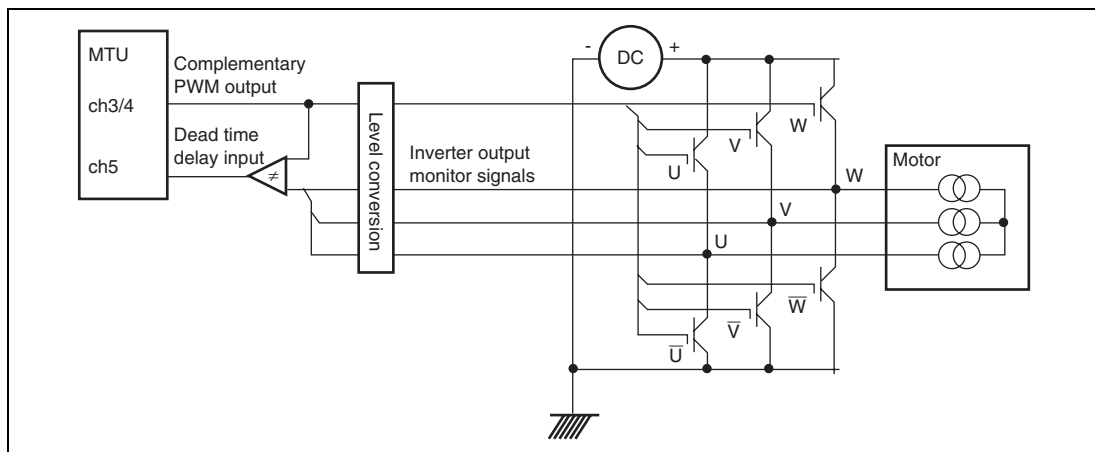 MTU
ch3/4
ch5
Complementary
PWM output
Dead time
delay input
≠
Level conversion
Inverter output
monitor signals
- DC +
W
V
U
W
V
U
W̅
V̅
U̅
Motor